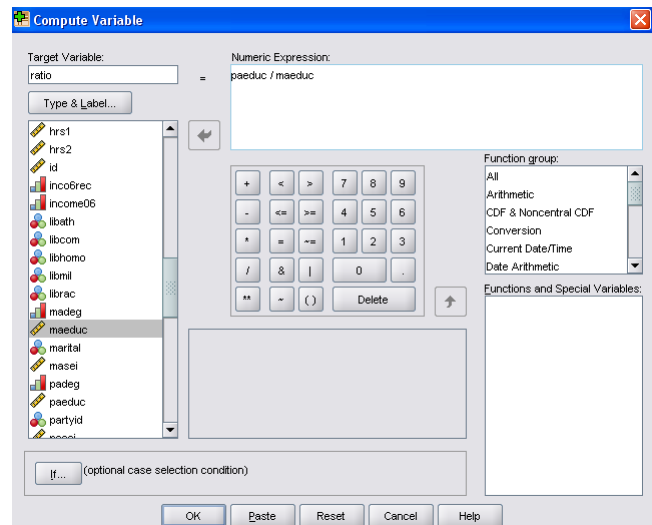 Compute Variable
Target Variable:
ratio
=
Numeric Expression:
paeduc / maeduc
Type & Label...
hrs1
hrs2
id
inco6rec
income06
libath
libcom
libhomo
libmil
librac
madeg
maeduc
marital
masei
padeg
paeduc
partyid
+ < > 7 8 9
- <= >= 4 5 6
* = ~= 1 2 3
/ & | 0 .
** ~ ( ) Delete
Function group:
All
Arithmetic
CDF & Noncentral CDF
Conversion
Current Date/Time
Date Arithmetic
Functions and Special Variables:
If... (optional case selection condition)
OK Paste Reset Cancel Help